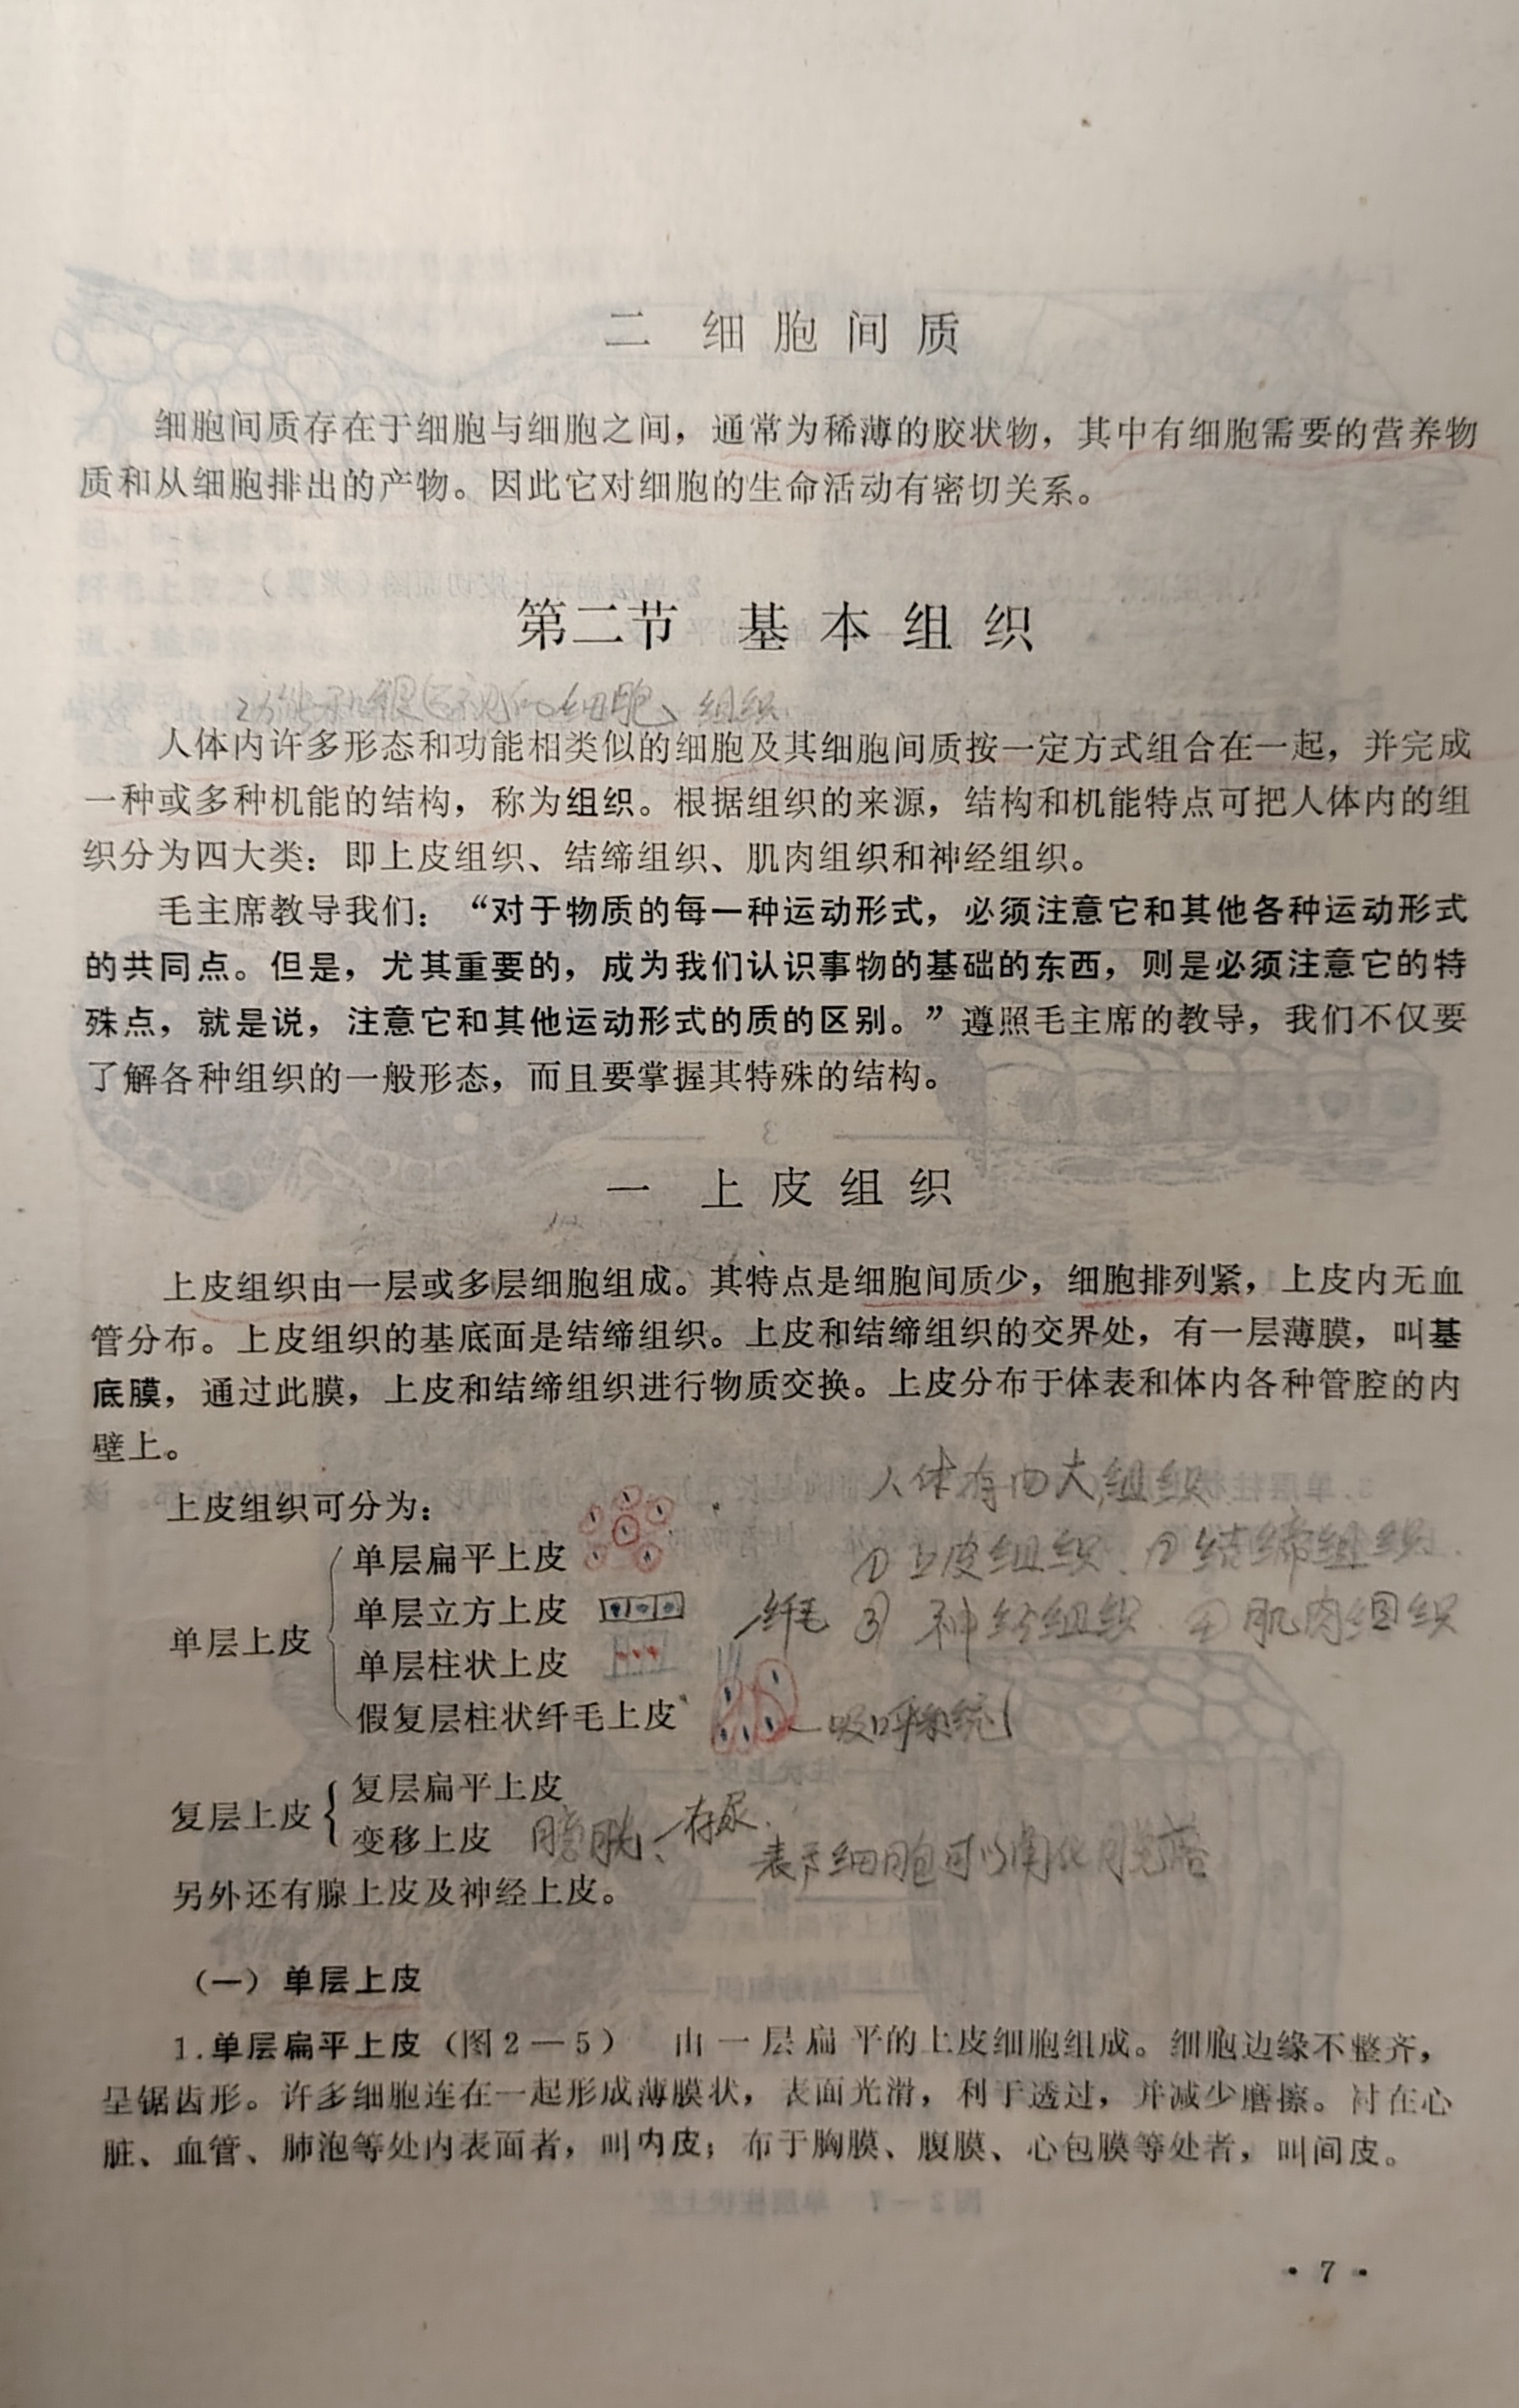 二 细胞间质
细胞间质存在于细胞与细胞之间，通常为稀薄的胶状物，其中有细胞需要的营养物
质和从细胞排出的产物。因此它对细胞的生命活动有密切关系。
第二节 基本组织
细胞、组织
人体内许多形态和功能相类似的细胞及其细胞间质按一定方式组合在一起，并完成
一种或多种机能的结构，称为组织。根据组织的来源，结构和机能特点可把人体内的组
织分为四大类：即上皮组织、结缔组织、肌肉组织和神经组织。
毛主席教导我们：“对于物质的每一种运动形式，必须注意它和其他各种运动形式
的共同点。但是，尤其重要的，成为我们认识事物的基础的东西，则是必须注意它的特
殊点，就是说，注意它和其他运动形式的质的区别。”遵照毛主席的教导，我们不仅要
了解各种组织的一般形态，而且要掌握其特殊的结构。
一 上皮组织
上皮组织由一层或多层细胞组成。其特点是细胞间质少，细胞排列紧，上皮内无血
管分布。上皮组织的基底面是结缔组织。上皮和结缔组织的交界处，有一层薄膜，叫基
底膜，通过此膜，上皮和结缔组织进行物质交换。上皮分布于体表和体内各种管腔的内
壁上。
人体有四大组织
上皮组织可分为：
①上皮组织、②结缔组织.
单层扁平上皮
单层立方上皮
纤毛 ③神经组织 ④肌肉组织
单层上皮
单层柱状上皮
假复层柱状纤毛上皮
呼吸系统
复层扁平上皮
复层上皮
变移上皮 膀胱、存尿.
细胞可以 脱落
另外还有腺上皮及神经上皮。
（一）单层上皮
1.单层扁平上皮（图2—5） 由一层扁平的上皮细胞组成。细胞边缘不整齐，
呈锯齿形。许多细胞连在一起形成薄膜状，表面光滑，利于透过，并减少磨擦。衬在心
脏、血管、肺泡等处内表面者，叫内皮；布于胸膜、腹膜、心包膜等处者，叫间皮。
·7·